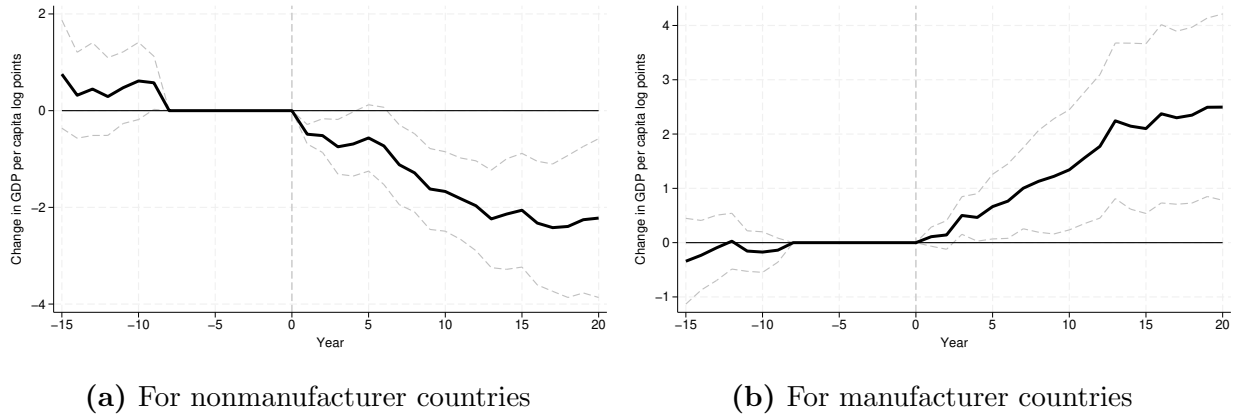 Change in GDP per capita log points
2
0
−2
−4
−15 −10 −5 0 5 10 15 20
Year
(a) For nonmanufacturer countries
Change in GDP per capita log points
4
3
2
1
0
−1
−15 −10 −5 0 5 10 15 20
Year
(b) For manufacturer countries